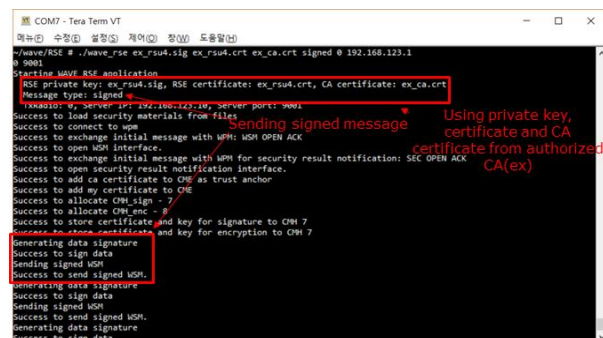 COM7 - Tera Term VT
메뉴(F) 수정(E) 설정(S) 제어(O) 창(W) 도움말(H)
~/wave/RSE # ./wave_rse ex_rsu4.sig ex_rsu4.crt ex_ca.crt signed 0 192.168.123.1
0 9001
Starting WAVE RSE application
RSE private key: ex_rsu4.sig, RSE certificate: ex_rsu4.crt, CA certificate: ex_ca.crt
Message type: signed
TxRadio: 0, Server IP: 192.168.123.10, Server port: 9001
Success to load security materials from files
Success to connect to wpm
Success to exchange initial message with WPM: WSM OPEN ACK
Success to open WSM interface.
Success to exchange initial message with WPM for security result notification: SEC OPEN ACK
Success to open security result notification interface.
Success to add ca certificate to CME as trust anchor
Success to add my certificate to CME
Success to allocate CMH_sign - 7
Success to allocate CMH_enc - 8
Success to store certificate and key for signature to CMH 7
Success to store certificate and key for encryption to CMH 7
Generating data signature
Success to sign data
Sending signed WSM
Success to send signed WSM.
Generating data signature
Success to sign data
Sending signed WSM
Success to send signed WSM.
Generating data signature
Success to sign data
Sending signed message
Using private key,
certificate and CA
certificate from authorized
CA(ex)